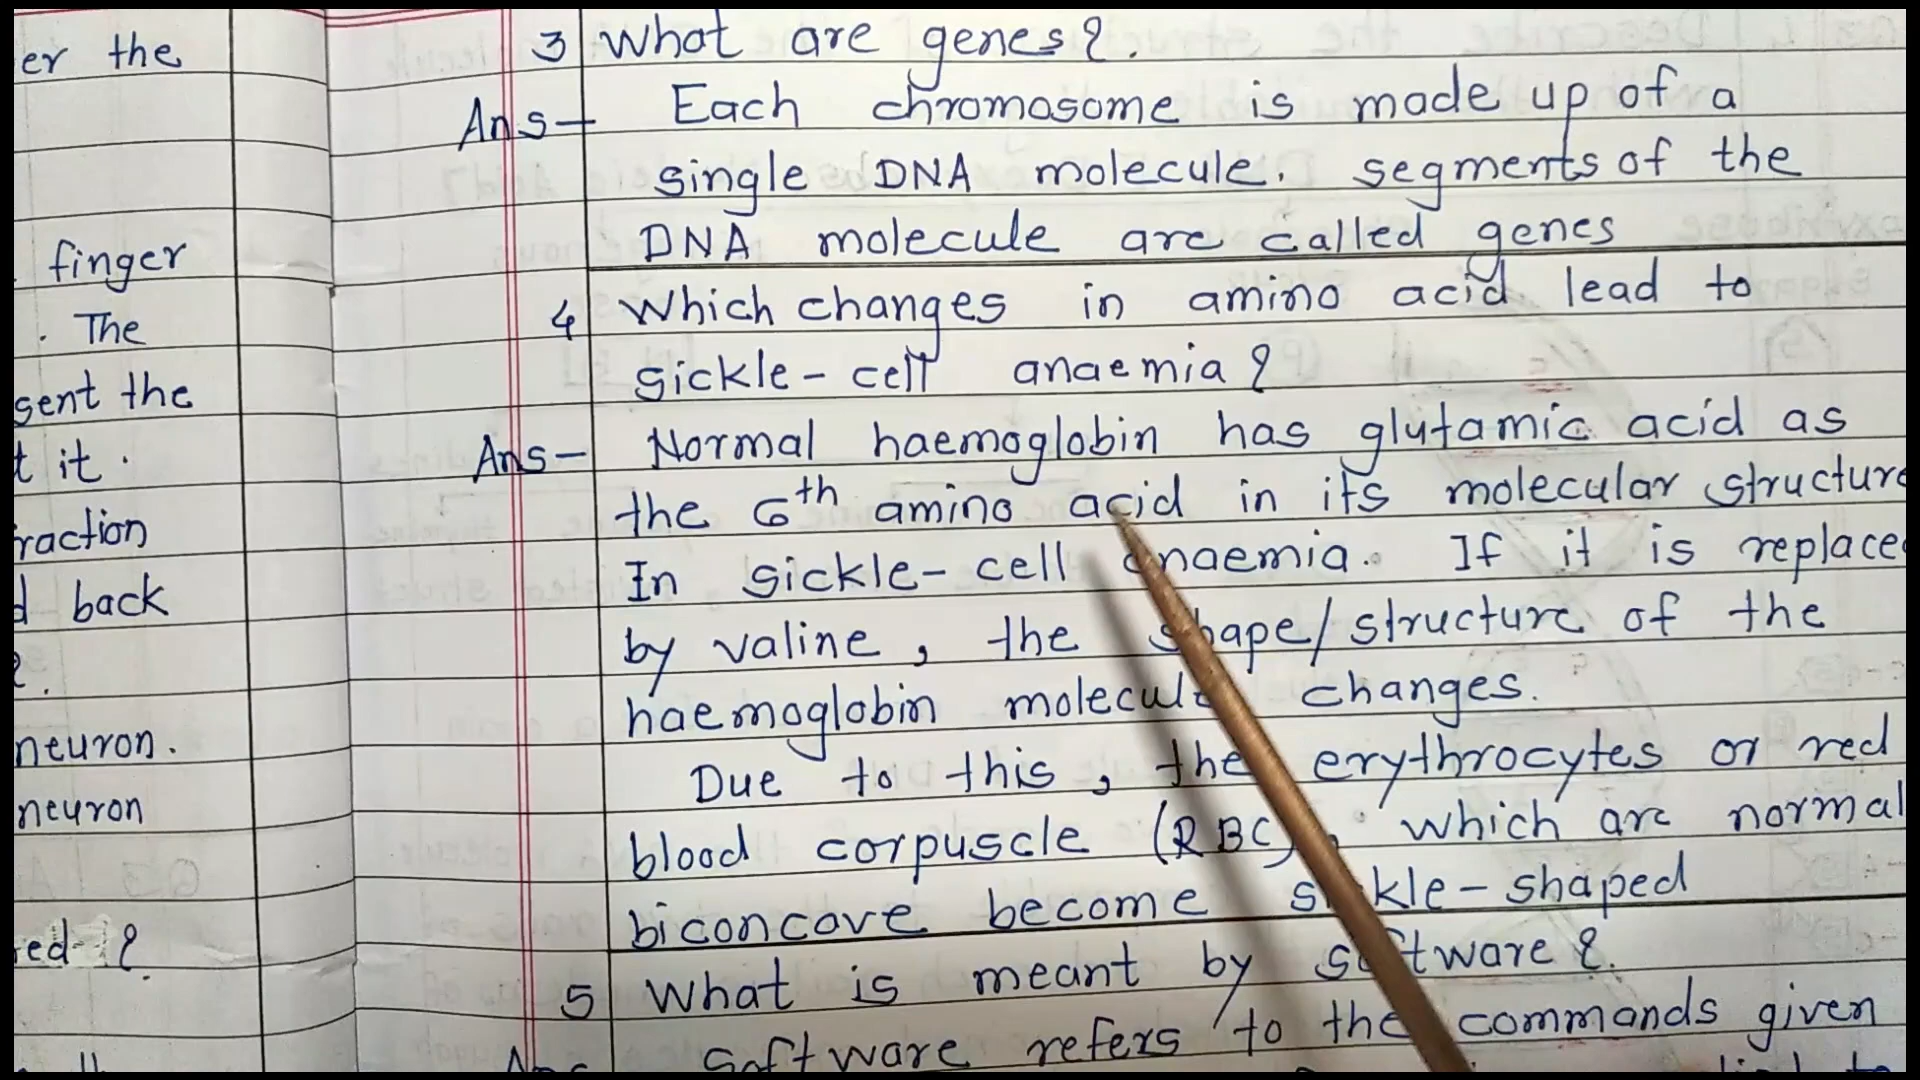 er the
finger
. The
sent the
t it .
raction
d back
?.
neuron.
neuron
red ?
3 What are genes?.
Ans- Each chromosome is made up of a
single DNA molecule. segments of the
DNA molecule are called genes
4 Which changes in amino acid lead to
sickle-cell anaemia?
Ans- Normal haemoglobin has glutamic acid as
the 6th amino acid in its molecular structure
In sickle-cell anaemia. If it is replace
by valine, the shape/structure of the
haemoglobin molecule changes.
Due to this, the erythrocytes or red
blood corpuscle (RBC), which are normal
biconcave become sickle-shaped
5 What is meant by software?.
Ans software refers to the commands given